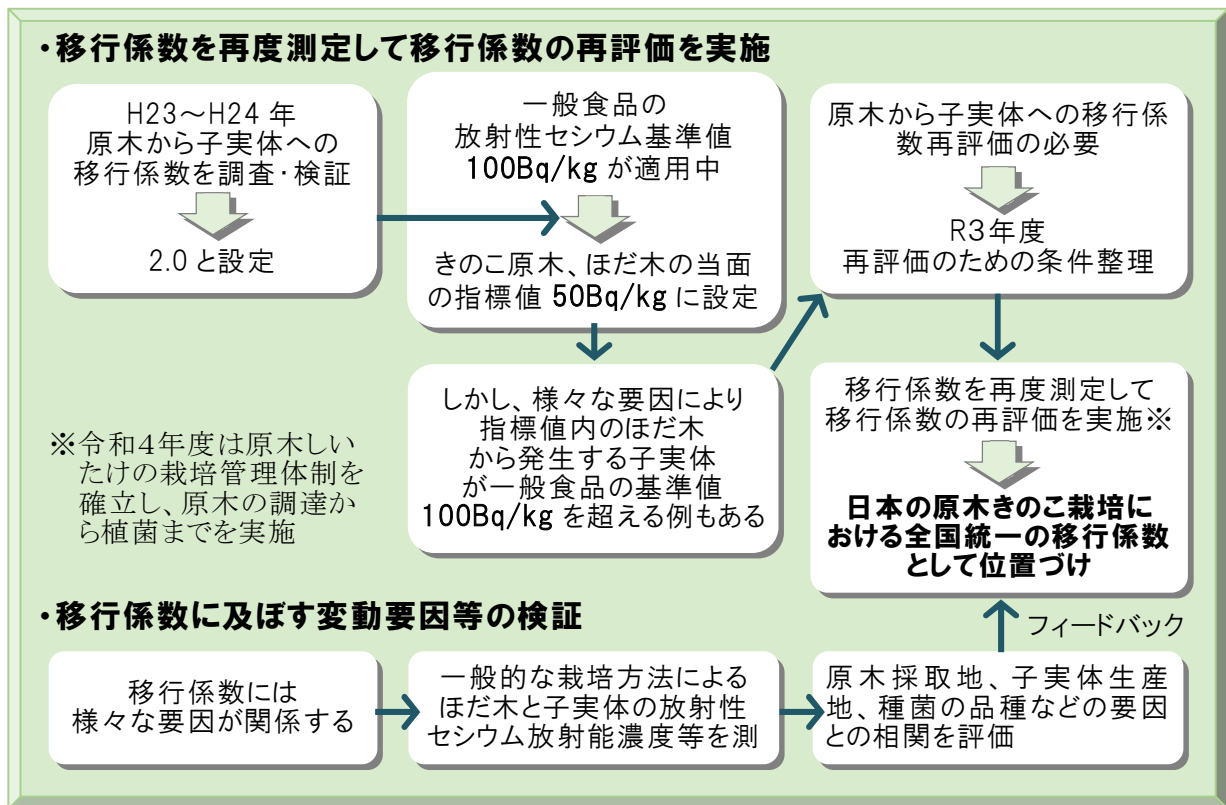 ・移行係数を再度測定して移行係数の再評価を実施
H23～H24 年
原木から子実体への
移行係数を調査・検証
2.0 と設定
一般食品の
放射性セシウム基準値
100Bq/kg が適用中
きのこ原木、ほだ木の当面
の指標値 50Bq/kg に設定
しかし、様々な要因により
指標値内のほだ木
から発生する子実体
が一般食品の基準値
100Bq/kg を超える例もある
原木から子実体への移行係
数再評価の必要
R3年度
再評価のための条件整理
移行係数を再度測定して
移行係数の再評価を実施※
日本の原木きのこ栽培に
おける全国統一の移行係数
として位置づけ
※令和4年度は原木しい
たけの栽培管理体制を
確立し、原木の調達か
ら植菌までを実施
・移行係数に及ぼす変動要因等の検証
移行係数には
様々な要因が関係する
一般的な栽培方法による
ほだ木と子実体の放射性
セシウム放射能濃度等を測
原木採取地、子実体生産
地、種菌の品種などの要因
との相関を評価
フィードバック